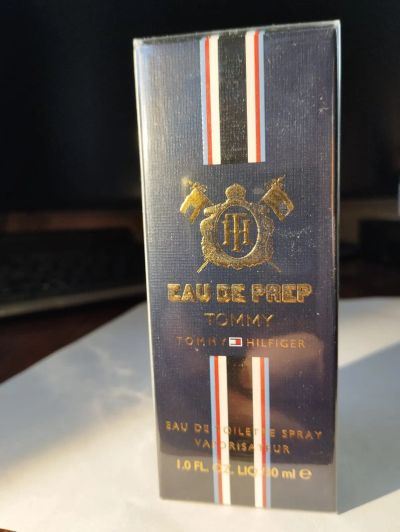 TH
EAU DE PREP
TOMMY
TOMMY HILFIGER
EAU DE TOILETTE SPRAY
VAPORISATEUR
1.0 FL. OZ. LIQ/30 ml ℮